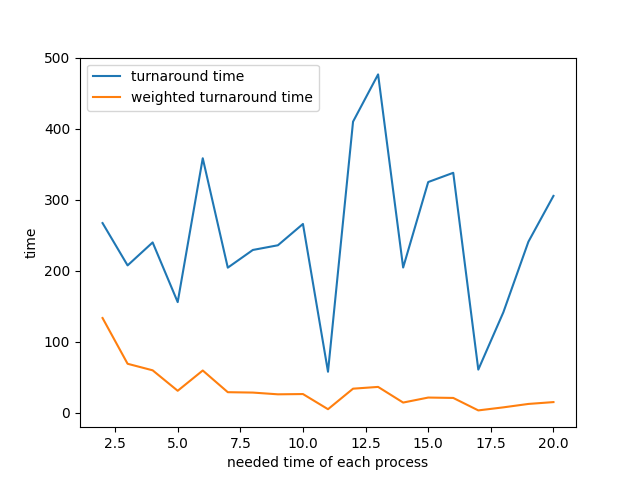 turnaround time
weighted turnaround time
500
400
300
200
100
0
time
2.5 5.0 7.5 10.0 12.5 15.0 17.5 20.0
needed time of each process